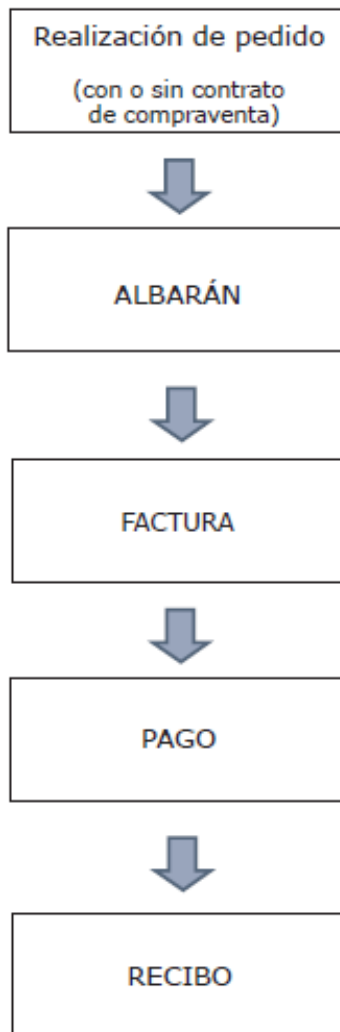 Realización de pedido
(con o sin contrato
de compraventa)
ALBARÁN
FACTURA
PAGO
RECIBO